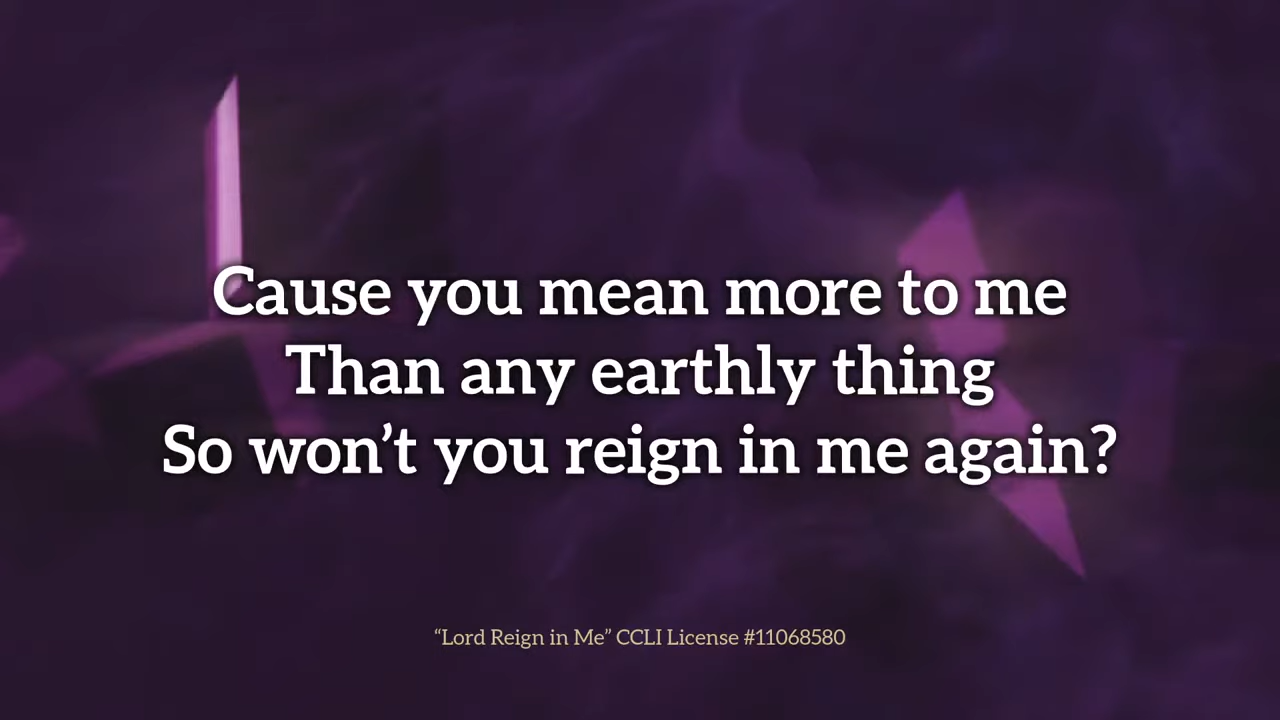 Cause you mean more to me
Than any earthly thing
So won’t you reign in me again?
“Lord Reign in Me” CCLI License #11068580